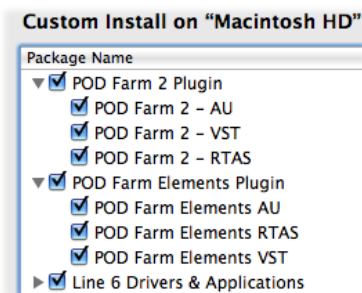 Custom Install on “Macintosh HD”
Package Name
POD Farm 2 Plugin
POD Farm 2 – AU
POD Farm 2 – VST
POD Farm 2 – RTAS
POD Farm Elements Plugin
POD Farm Elements AU
POD Farm Elements RTAS
POD Farm Elements VST
Line 6 Drivers & Applications